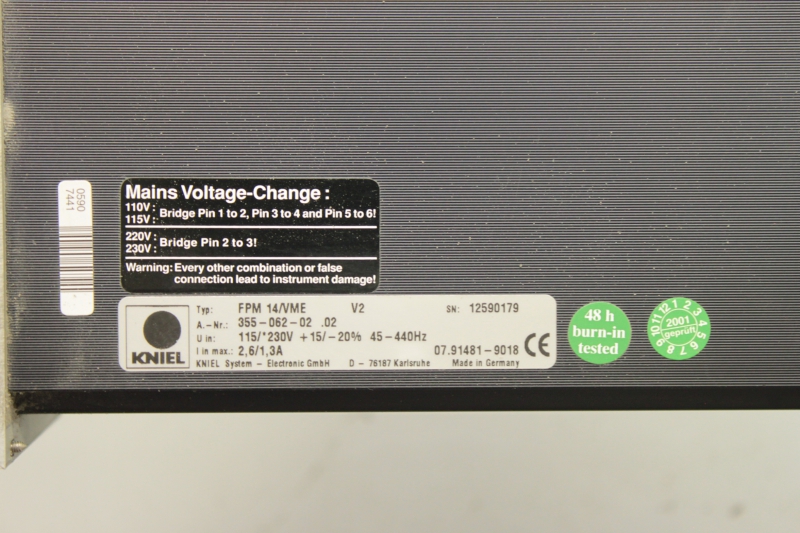 0590
7441
Mains Voltage-Change :
110V:
115V: Bridge Pin 1 to 2, Pin 3 to 4 and Pin 5 to 6!
220V:
230V: Bridge Pin 2 to 3!
Warning: Every other combination or false
connection lead to instrument damage!
KNIEL
Typ: FPM 14/VME V2 SN: 12590179
A.-Nr.: 355-062-02 .02
U in: 115/*230V +15/-20% 45-440Hz
I in max.: 2,6/1,3A 07.91481-9018 CE
KNIEL System - Electronic GmbH D - 76187 Karlsruhe Made in Germany
48 h
burn-in
tested
1 2 3 4 5 6 7 8 9 10 11 12
2001
geprüft